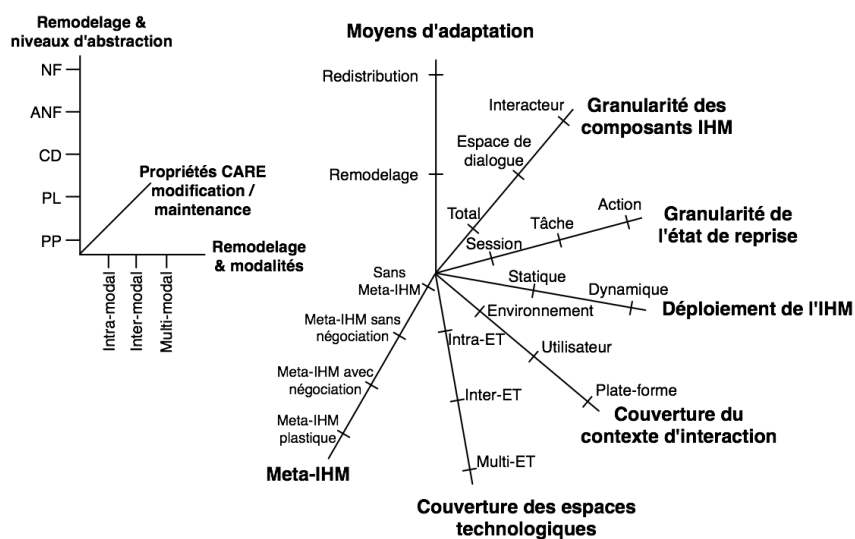 Remodelage &
niveaux d'abstraction
NF
ANF
CD
PL
PP
Propriétés CARE
modification /
maintenance
Remodelage
& modalités
Intra-modal
Inter-modal
Multi-modal
Moyens d'adaptation
Redistribution
Remodelage
Interacteur
Espace de
dialogue
Total
Granularité des
composants IHM
Action
Tâche
Session
Granularité de
l'état de reprise
Statique
Dynamique
Déploiement de l'IHM
Environnement
Utilisateur
Plate-forme
Couverture du
contexte d'interaction
Intra-ET
Inter-ET
Multi-ET
Couverture des espaces
technologiques
Sans
Meta-IHM
Meta-IHM sans
négociation
Meta-IHM avec
négociation
Meta-IHM
plastique
Meta-IHM